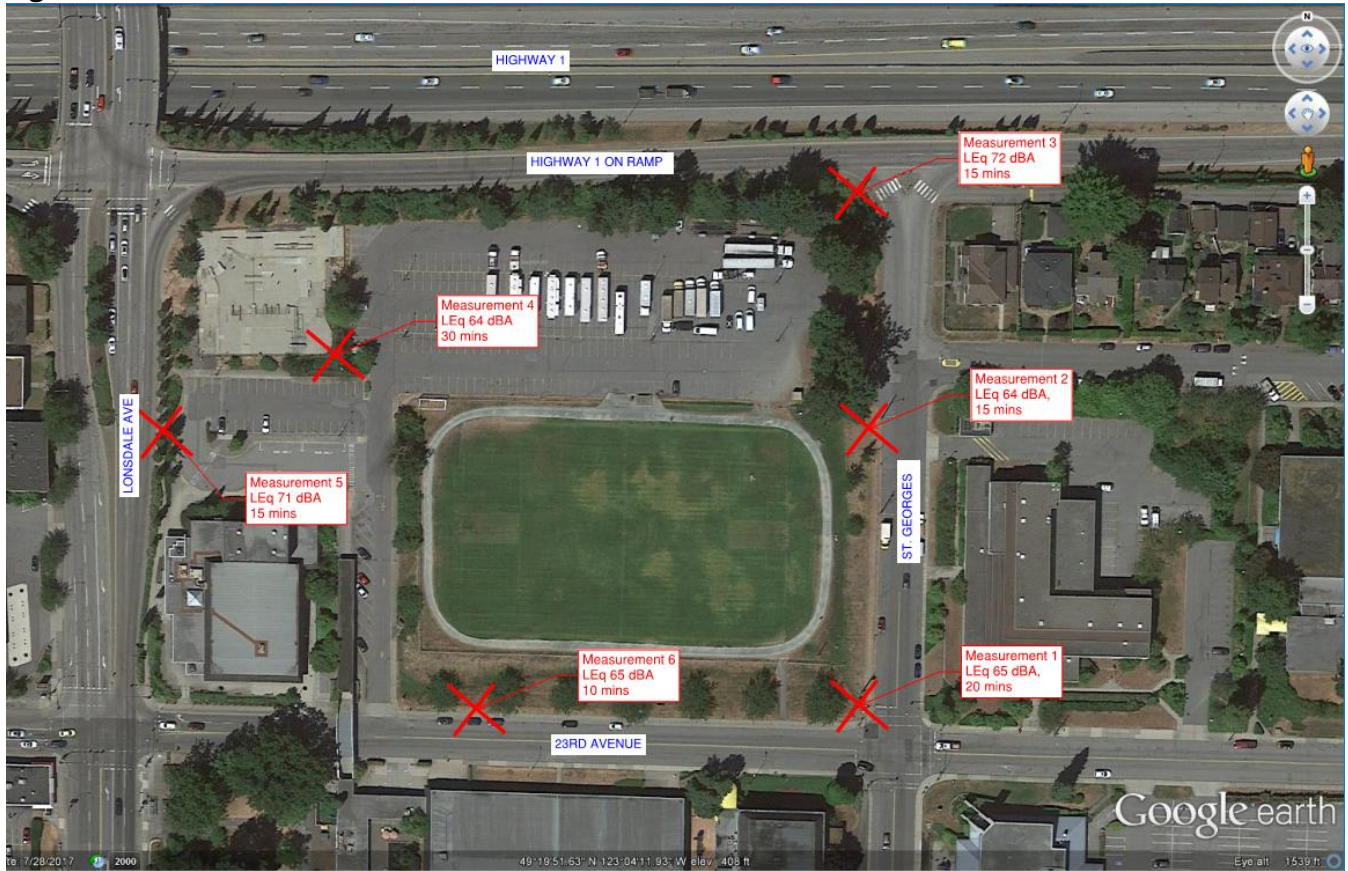 HIGHWAY 1
N
HIGHWAY 1 ON RAMP
Measurement 3
LEq 72 dBA
15 mins
Measurement 4
LEq 64 dBA
30 mins
Measurement 2
LEq 64 dBA,
15 mins
LONSDALE AVE
Measurement 5
LEq 71 dBA
15 mins
ST. GEORGES
Measurement 6
LEq 65 dBA
10 mins
Measurement 1
LEq 65 dBA,
20 mins
23RD AVENUE
Google earth
7/28/2017 2000 49°19'51.63" N 123°04'11.93" W elev 408 ft Eye alt 1539 ft